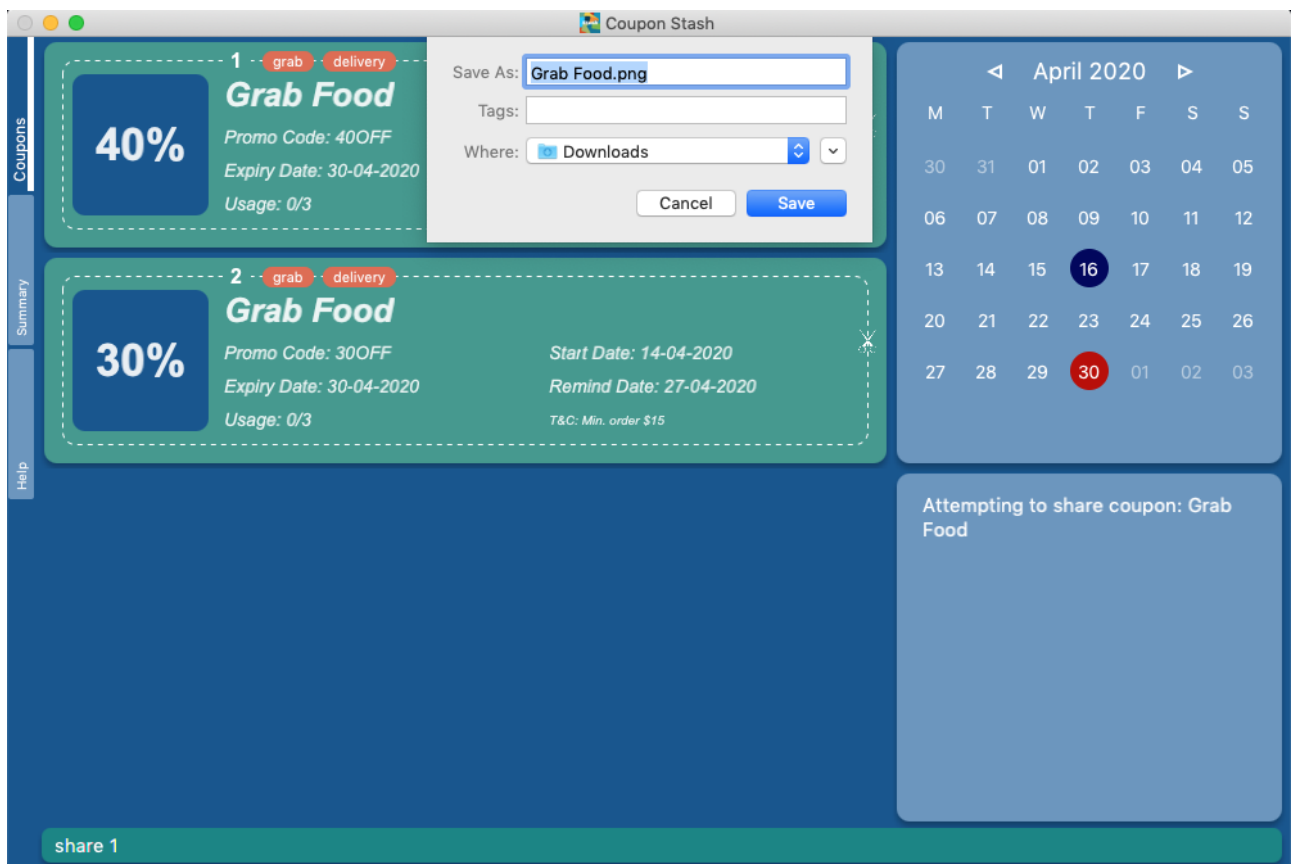 Coupon Stash
Coupons
Summary
Help
1 grab delivery
Grab Food
40%
Promo Code: 40OFF
Expiry Date: 30-04-2020
Usage: 0/3
Save As: Grab Food.png
Tags:
Where: Downloads
Cancel Save
2 grab delivery
Grab Food
30%
Promo Code: 30OFF Start Date: 14-04-2020
Expiry Date: 30-04-2020 Remind Date: 27-04-2020
Usage: 0/3 T&C: Min. order $15
April 2020
M T W T F S S
30 31 01 02 03 04 05
06 07 08 09 10 11 12
13 14 15 16 17 18 19
20 21 22 23 24 25 26
27 28 29 30 01 02 03
Attempting to share coupon: Grab
Food
share 1